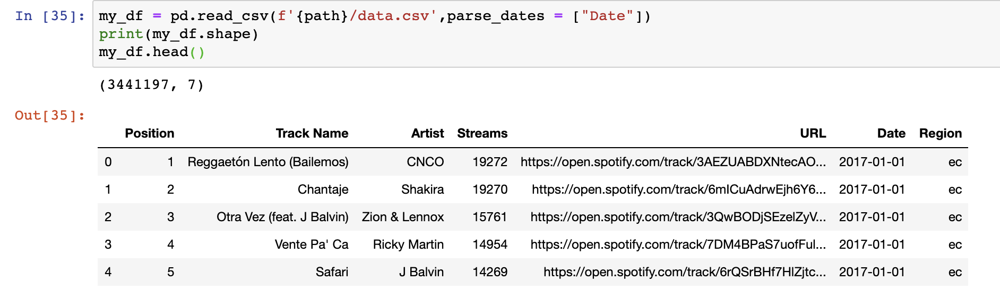 In [35]: my_df = pd.read_csv(f'{path}/data.csv',parse_dates = ["Date"])
print(my_df.shape)
my_df.head()
(3441197, 7)
Out[35]:
Position Track Name Artist Streams URL Date Region
0 1 Reggaetón Lento (Bailemos) CNCO 19272 https://open.spotify.com/track/3AEZUABDXNtecAO... 2017-01-01 ec
1 2 Chantaje Shakira 19270 https://open.spotify.com/track/6mICuAdrwEjh6Y6... 2017-01-01 ec
2 3 Otra Vez (feat. J Balvin) Zion & Lennox 15761 https://open.spotify.com/track/3QwBODjSEzelZyV... 2017-01-01 ec
3 4 Vente Pa' Ca Ricky Martin 14954 https://open.spotify.com/track/7DM4BPaS7uofFul... 2017-01-01 ec
4 5 Safari J Balvin 14269 https://open.spotify.com/track/6rQSrBHf7HlZjtc... 2017-01-01 ec